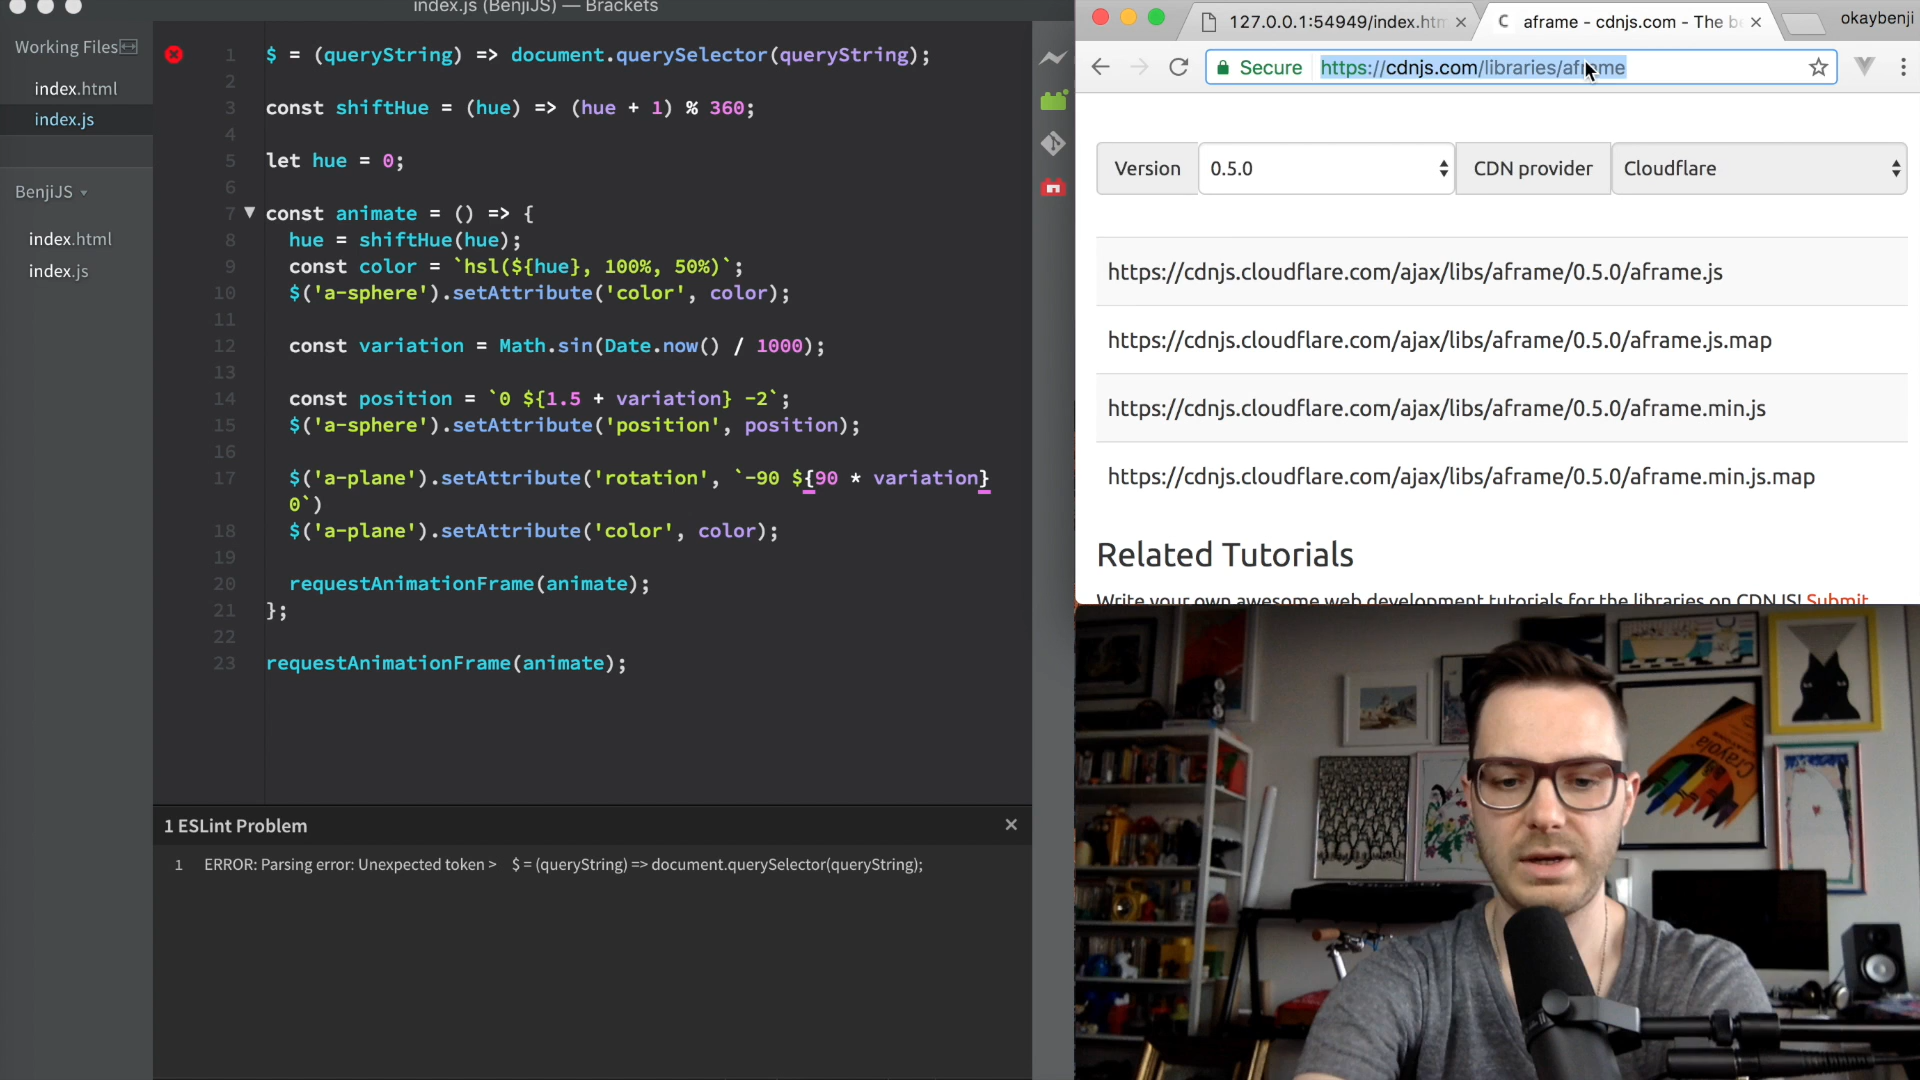 index.js (BenjiJS) — Brackets
Working Files
index.html
index.js
BenjiJS
index.html
index.js
1 $ = (queryString) => document.querySelector(queryString);
2
3 const shiftHue = (hue) => (hue + 1) % 360;
4
5 let hue = 0;
6
7 const animate = () => {
8 hue = shiftHue(hue);
9 const color = `hsl(${hue}, 100%, 50%)`;
10 $('a-sphere').setAttribute('color', color);
11
12 const variation = Math.sin(Date.now() / 1000);
13
14 const position = `0 ${1.5 + variation} -2`;
15 $('a-sphere').setAttribute('position', position);
16
17 $('a-plane').setAttribute('rotation', `-90 ${90 * variation}
0`)
18 $('a-plane').setAttribute('color', color);
19
20 requestAnimationFrame(animate);
21 };
22
23 requestAnimationFrame(animate);
1 ESLint Problem
1 ERROR: Parsing error: Unexpected token > $ = (queryString) => document.querySelector(queryString);
127.0.0.1:54949/index.htm
aframe - cdnjs.com - The be
okaybenji
Secure https://cdnjs.com/libraries/aframe
Version 0.5.0 CDN provider Cloudflare
https://cdnjs.cloudflare.com/ajax/libs/aframe/0.5.0/aframe.js
https://cdnjs.cloudflare.com/ajax/libs/aframe/0.5.0/aframe.js.map
https://cdnjs.cloudflare.com/ajax/libs/aframe/0.5.0/aframe.min.js
https://cdnjs.cloudflare.com/ajax/libs/aframe/0.5.0/aframe.min.js.map
Related Tutorials
Write your own awesome web development tutorials for the libraries on CDNJS! Submit
Crayola